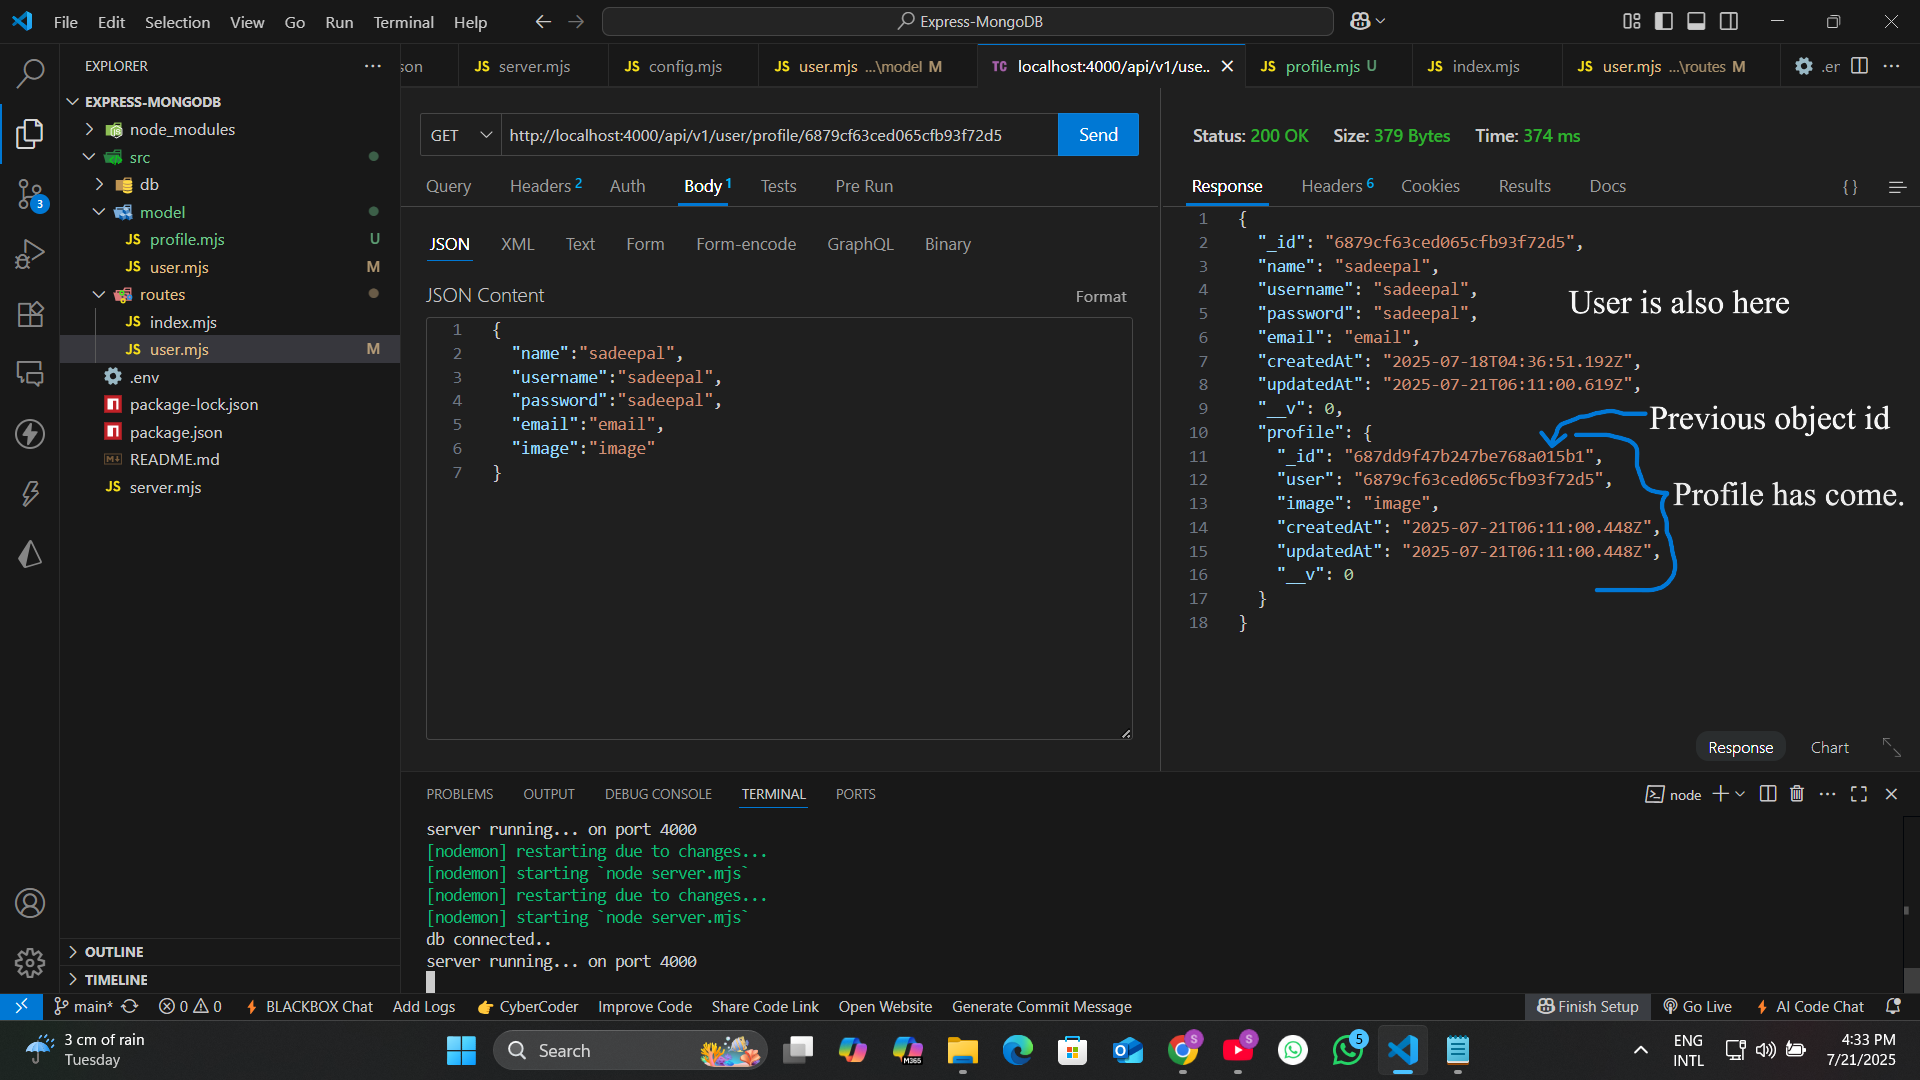 File Edit Selection View Go Run Terminal Help
Express-MongoDB
EXPLORER
EXPRESS-MONGODB
node_modules
src
db
model
profile.mjs U
user.mjs M
routes
index.mjs
user.mjs M
.env
package-lock.json
package.json
README.md
server.mjs
OUTLINE
TIMELINE
3
son
JS server.mjs
JS config.mjs
JS user.mjs ...\model M
TC localhost:4000/api/v1/use..
JS profile.mjs U
JS index.mjs
JS user.mjs ...\routes M
.er
GET http://localhost:4000/api/v1/user/profile/6879cf63ced065cfb93f72d5 Send
Query Headers 2 Auth Body 1 Tests Pre Run
JSON XML Text Form Form-encode GraphQL Binary
JSON Content Format
1 {
2 "name":"sadeepal",
3 "username":"sadeepal",
4 "password":"sadeepal",
5 "email":"email",
6 "image":"image"
7 }
Status: 200 OK Size: 379 Bytes Time: 374 ms
Response Headers 6 Cookies Results Docs {}
1 {
2 "_id": "6879cf63ced065cfb93f72d5",
3 "name": "sadeepal",
4 "username": "sadeepal",
5 "password": "sadeepal",
6 "email": "email",
7 "createdAt": "2025-07-18T04:36:51.192Z",
8 "updatedAt": "2025-07-21T06:11:00.619Z",
9 "__v": 0,
10 "profile": {
11 "_id": "687dd9f47b247be768a015b1",
12 "user": "6879cf63ced065cfb93f72d5",
13 "image": "image",
14 "createdAt": "2025-07-21T06:11:00.448Z",
15 "updatedAt": "2025-07-21T06:11:00.448Z",
16 "__v": 0
17 }
18 }
User is also here
Previous object id
Profile has come.
Response Chart
PROBLEMS OUTPUT DEBUG CONSOLE TERMINAL PORTS
node
server running... on port 4000
[nodemon] restarting due to changes...
[nodemon] starting `node server.mjs`
[nodemon] restarting due to changes...
[nodemon] starting `node server.mjs`
db connected..
server running... on port 4000
main* 0 0 BLACKBOX Chat Add Logs CyberCoder Improve Code Share Code Link Open Website Generate Commit Message Finish Setup Go Live AI Code Chat
3 cm of rain
Tuesday
Search
M365
S
S
5
ENG
INTL
4:33 PM
7/21/2025